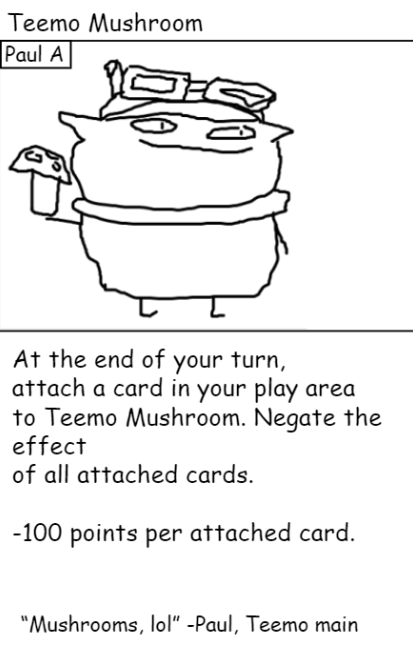 Teemo Mushroom
Paul A
At the end of your turn,
attach a card in your play area
to Teemo Mushroom. Negate the
effect
of all attached cards.
-100 points per attached card.
"Mushrooms, lol" -Paul, Teemo main